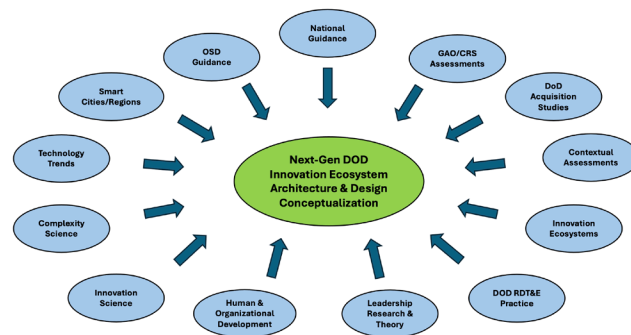 National
Guidance
OSD
Guidance
GAO/CRS
Assessments
Smart
Cities/Regions
DoD
Acquisition
Studies
Technology
Trends
Next-Gen DOD
Innovation Ecosystem
Architecture & Design
Conceptualization
Contextual
Assessments
Complexity
Science
Innovation
Ecosystems
Innovation
Science
Human &
Organizational
Development
Leadership
Research &
Theory
DOD RDT&E
Practice